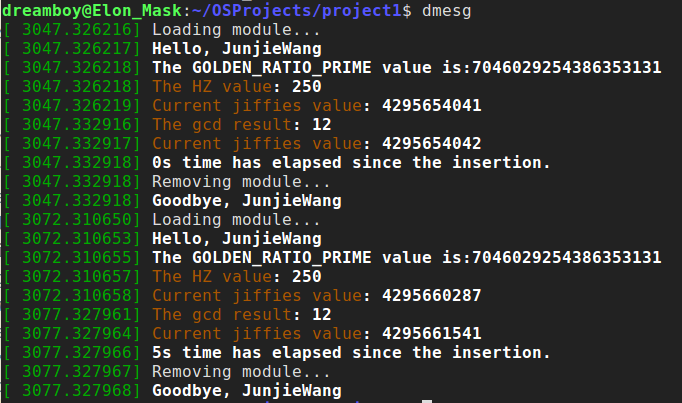 dreamboy@Elon_Mask:~/OSProjects/project1$ dmesg
[ 3047.326216] Loading module...
[ 3047.326217] Hello, JunjieWang
[ 3047.326218] The GOLDEN_RATIO_PRIME value is:7046029254386353131
[ 3047.326218] The HZ value: 250
[ 3047.326219] Current jiffies value: 4295654041
[ 3047.332916] The gcd result: 12
[ 3047.332917] Current jiffies value: 4295654042
[ 3047.332918] 0s time has elapsed since the insertion.
[ 3047.332918] Removing module...
[ 3047.332918] Goodbye, JunjieWang
[ 3072.310650] Loading module...
[ 3072.310653] Hello, JunjieWang
[ 3072.310655] The GOLDEN_RATIO_PRIME value is:7046029254386353131
[ 3072.310657] The HZ value: 250
[ 3072.310658] Current jiffies value: 4295660287
[ 3077.327961] The gcd result: 12
[ 3077.327964] Current jiffies value: 4295661541
[ 3077.327966] 5s time has elapsed since the insertion.
[ 3077.327967] Removing module...
[ 3077.327968] Goodbye, JunjieWang